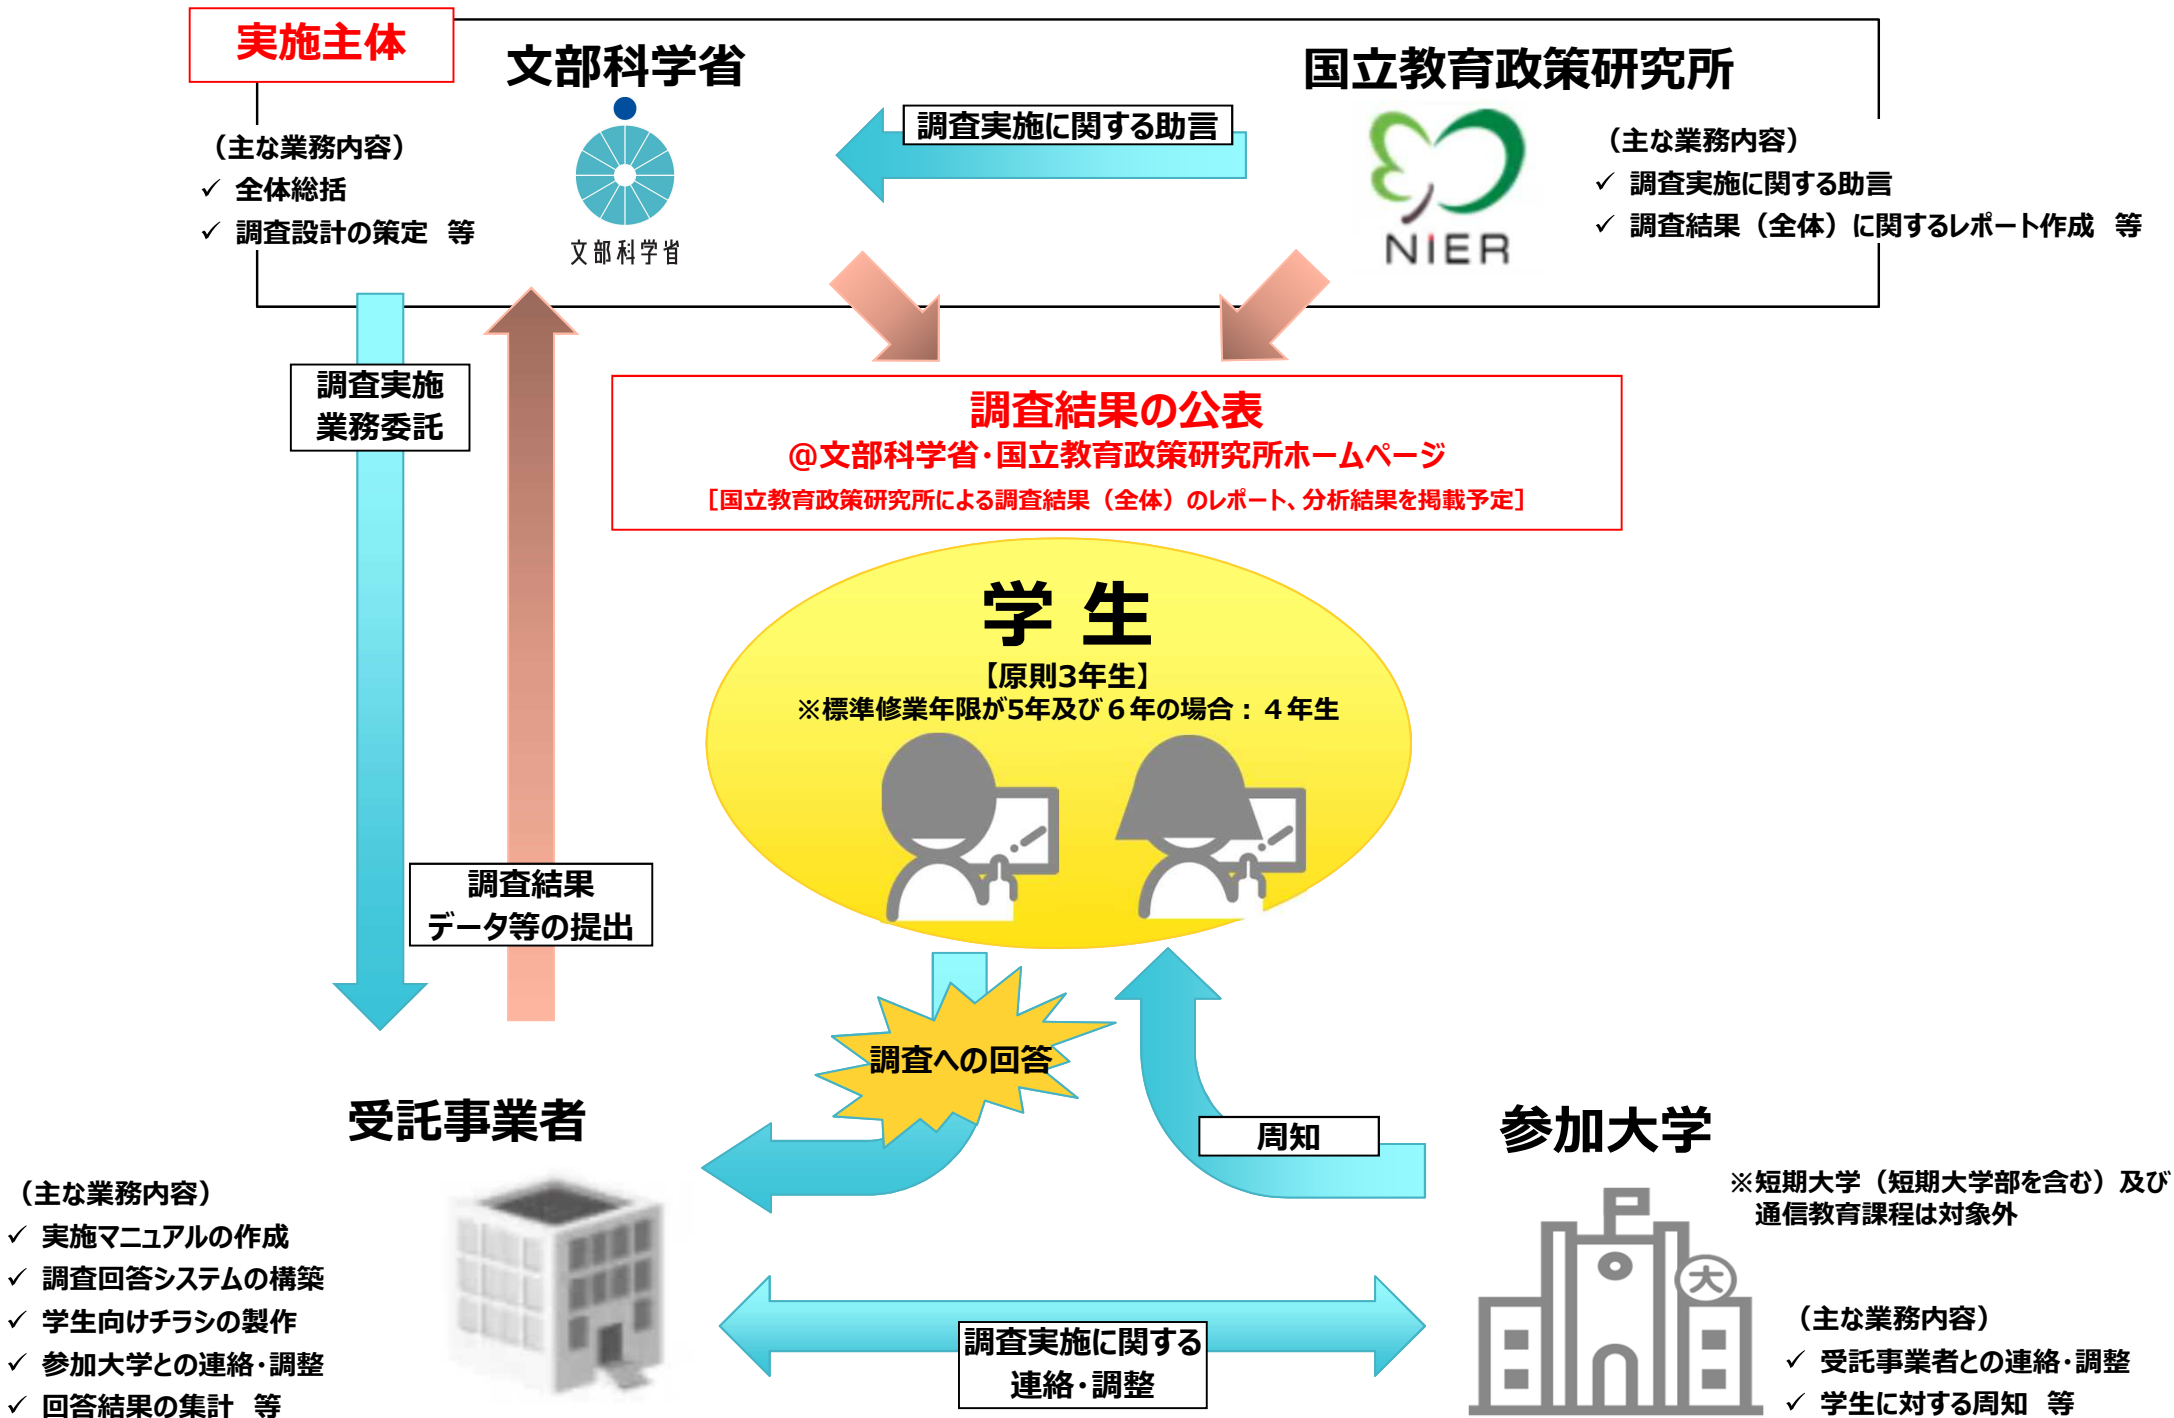 実施主体
文部科学省
国立教育政策研究所
調査実施に関する助言
（主な業務内容）
✓ 全体総括
✓ 調査設計の策定 等
文部科学省
NIER
（主な業務内容）
✓ 調査実施に関する助言
✓ 調査結果（全体）に関するレポート作成 等
調査実施
業務委託
調査結果の公表
@文部科学省・国立教育政策研究所ホームページ
［国立教育政策研究所による調査結果（全体）のレポート、分析結果を掲載予定］
学 生
【原則3年生】
※標準修業年限が5年及び６年の場合：４年生
調査結果
データ等の提出
調査への回答
周知
受託事業者
（主な業務内容）
✓ 実施マニュアルの作成
✓ 調査回答システムの構築
✓ 学生向けチラシの製作
✓ 参加大学との連絡・調整
✓ 回答結果の集計 等
調査実施に関する
連絡・調整
参加大学
※短期大学（短期大学部を含む）及び
通信教育課程は対象外
大
（主な業務内容）
✓ 受託事業者との連絡・調整
✓ 学生に対する周知 等